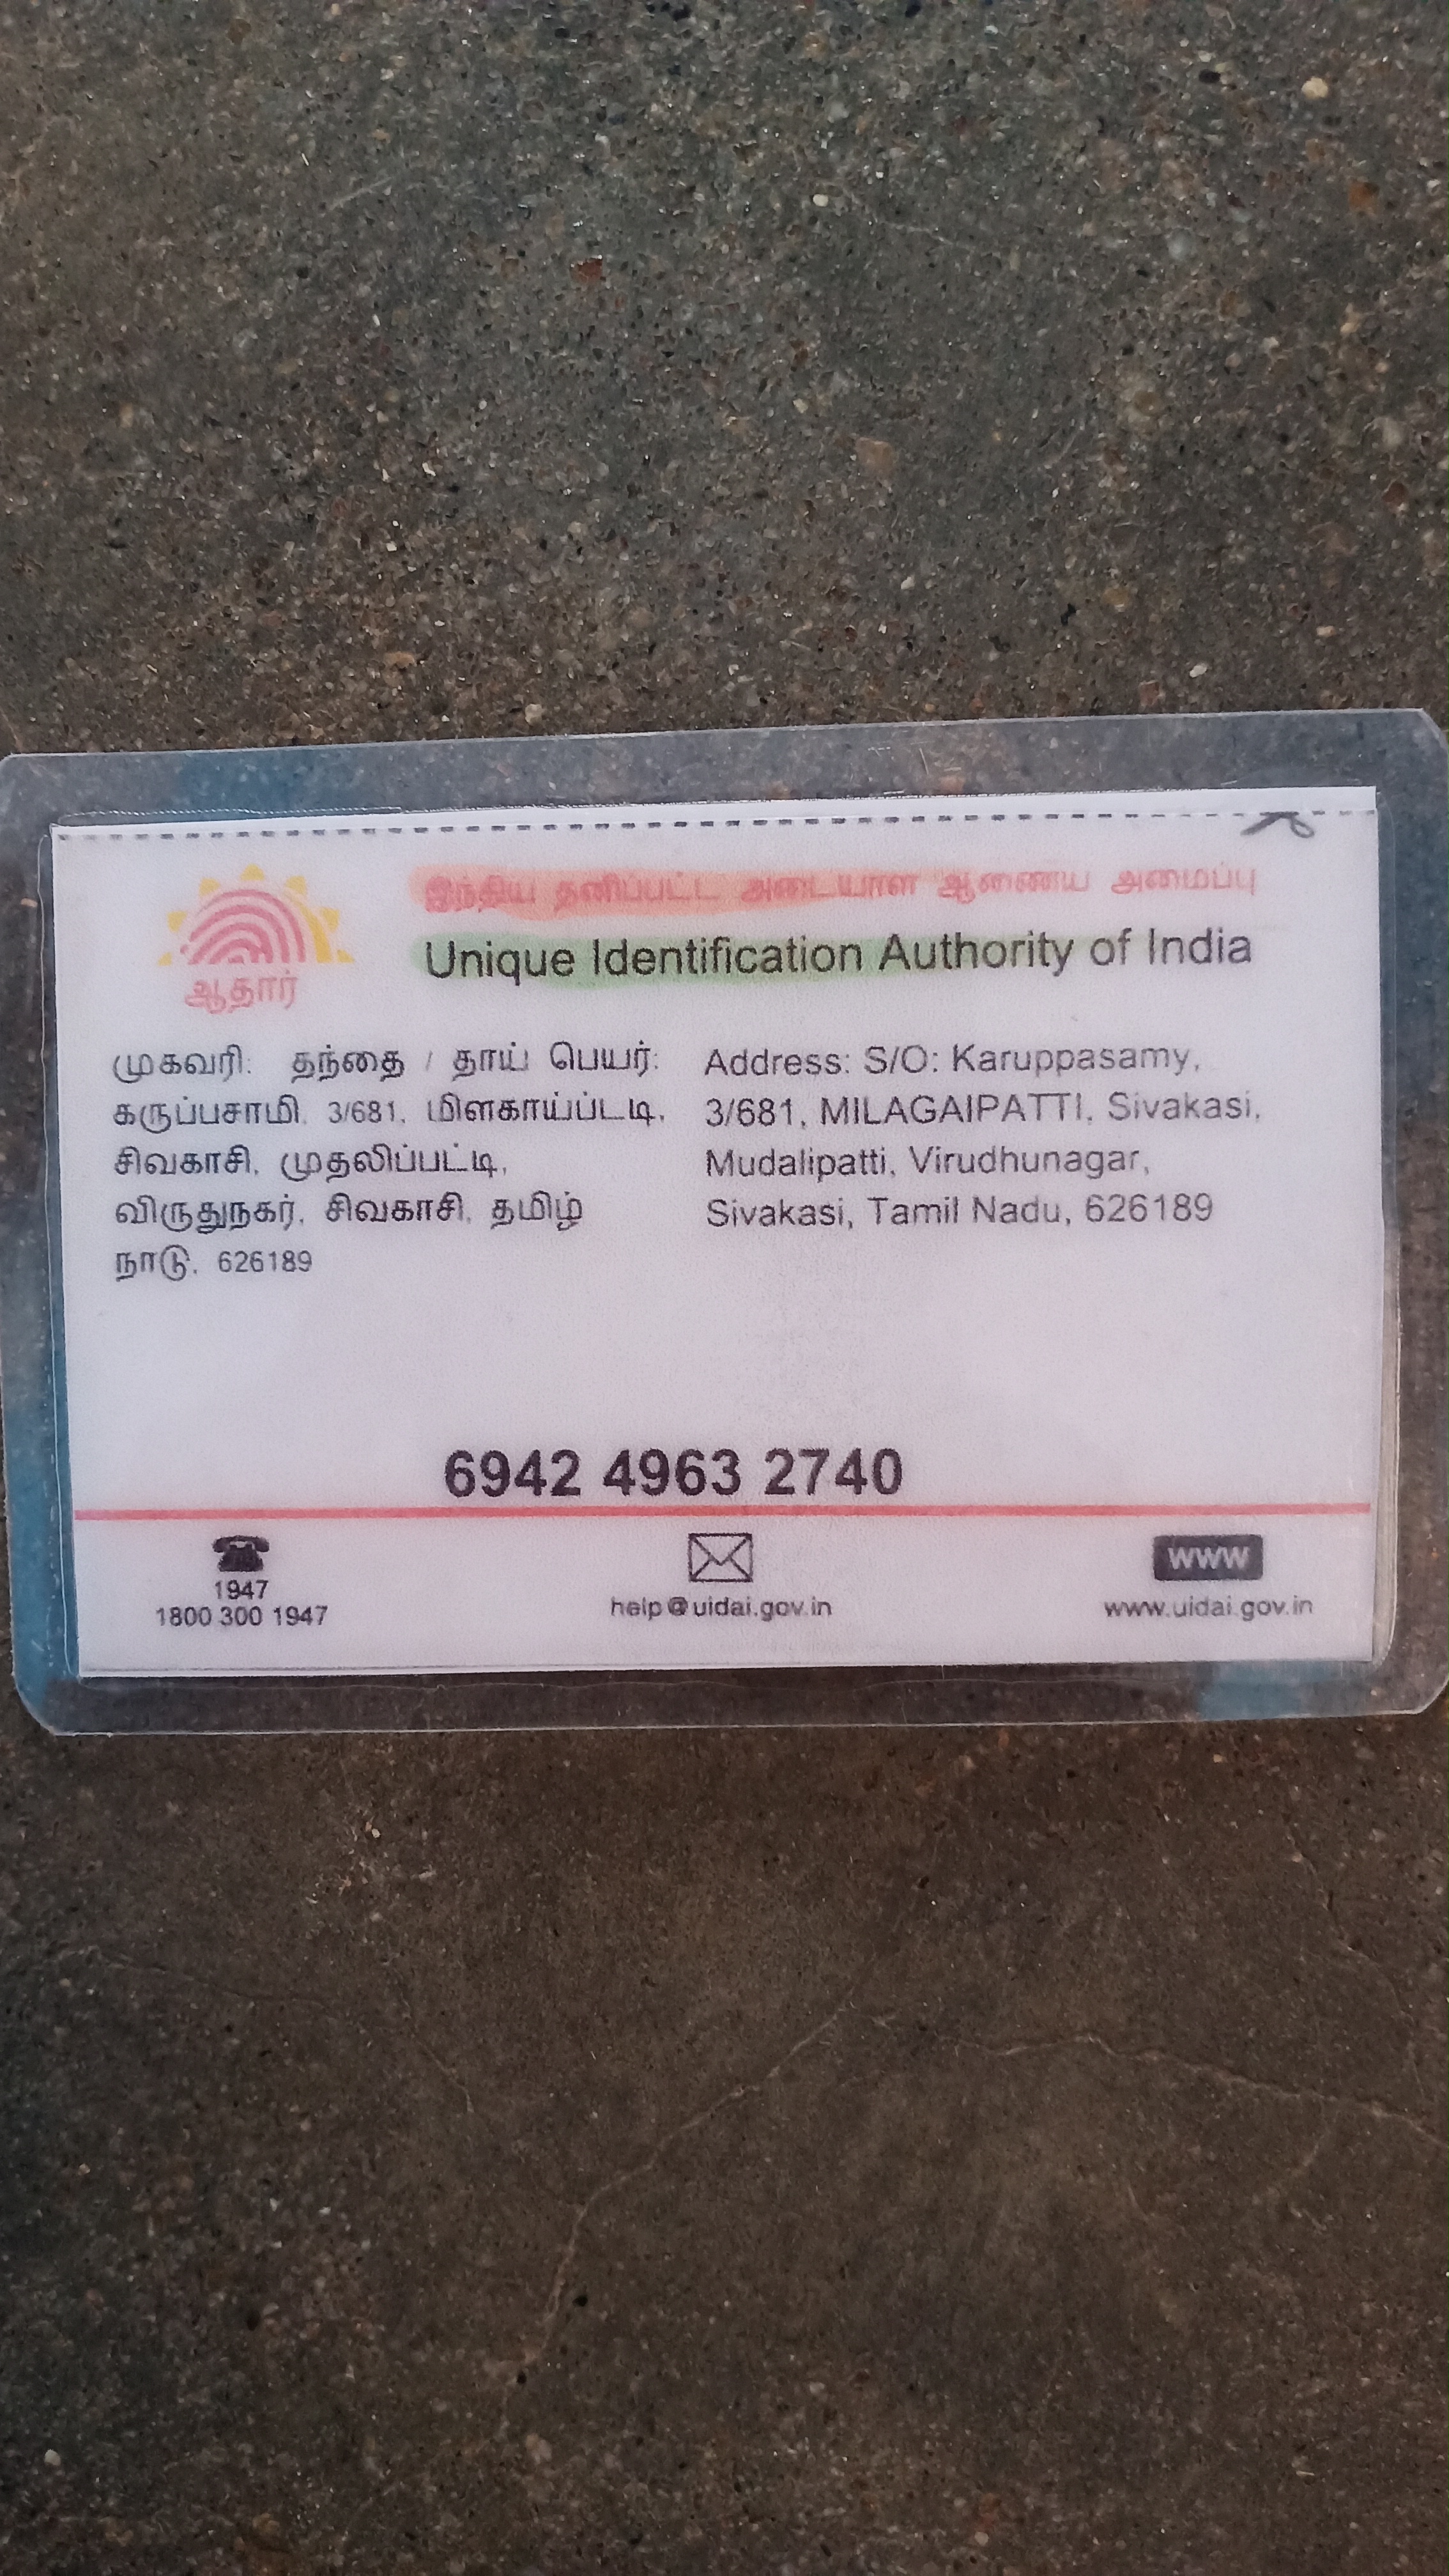 இந்திய தனிப்பட்ட அடையாள ஆணைய அமைப்பு
Unique Identification Authority of India
ஆதார்
முகவரி: தந்தை / தாய் பெயர்:
கருப்பசாமி, 3/681, மிளகாய்ப்டடி,
சிவகாசி, முதலிப்பட்டி,
விருதுநகர், சிவகாசி, தமிழ்
நாடு, 626189
Address: S/O: Karuppasamy,
3/681, MILAGAIPATTI, Sivakasi,
Mudalipatti, Virudhunagar,
Sivakasi, Tamil Nadu, 626189
6942 4963 2740
1947
1800 300 1947
help@uidai.gov.in
www
www.uidai.gov.in